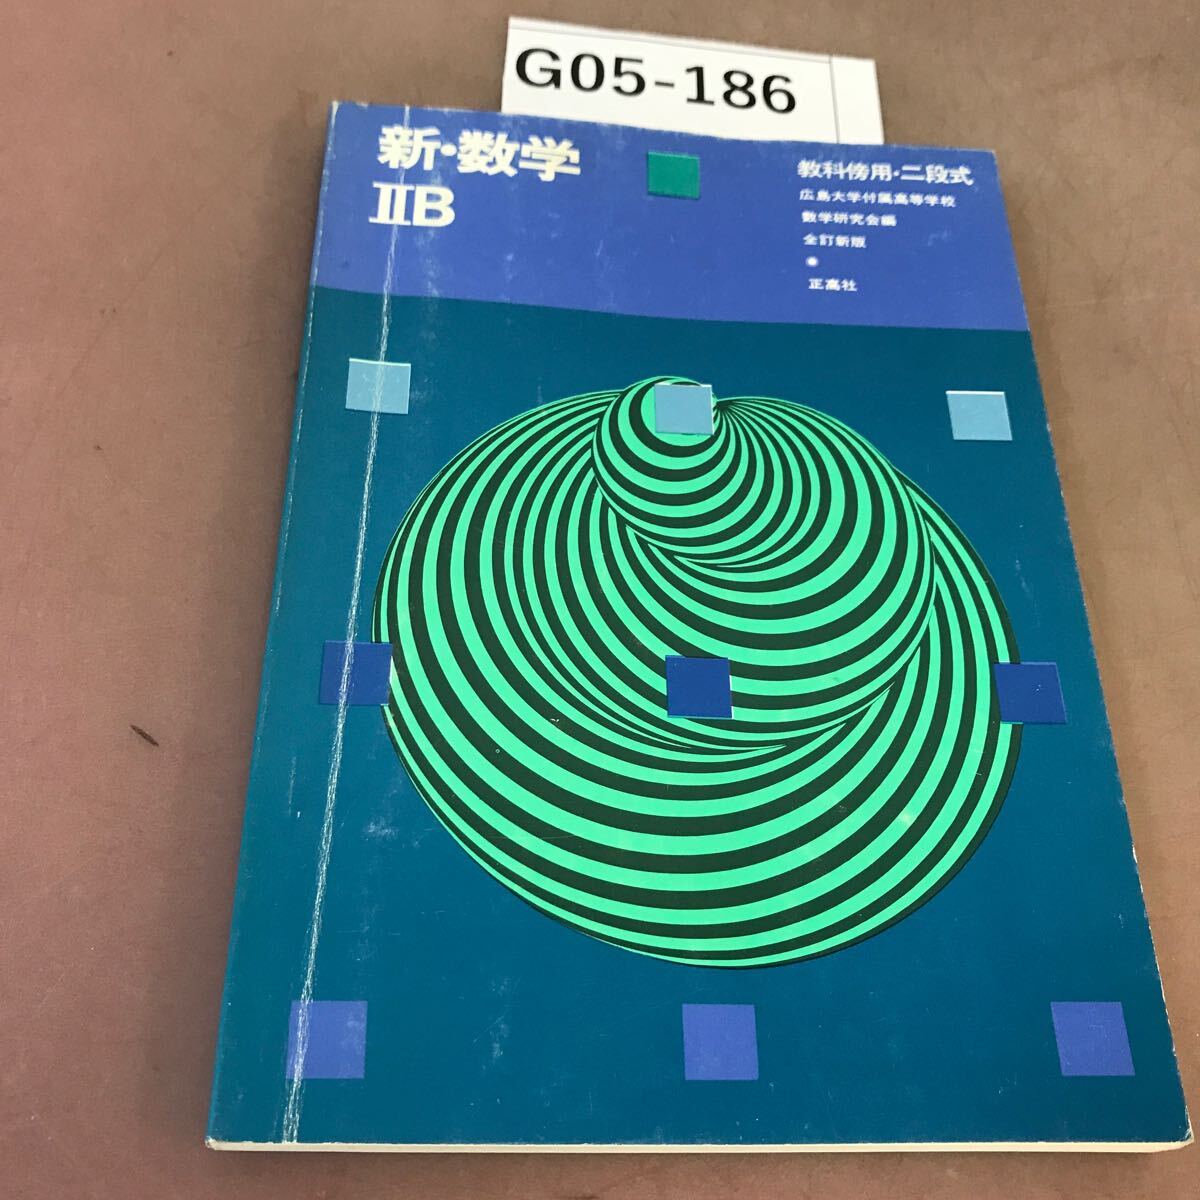 G05-186
新・数学
ⅡB
教科傍用・二段式
広島大学付属高等学校
数学研究会編
全訂新版
正高社